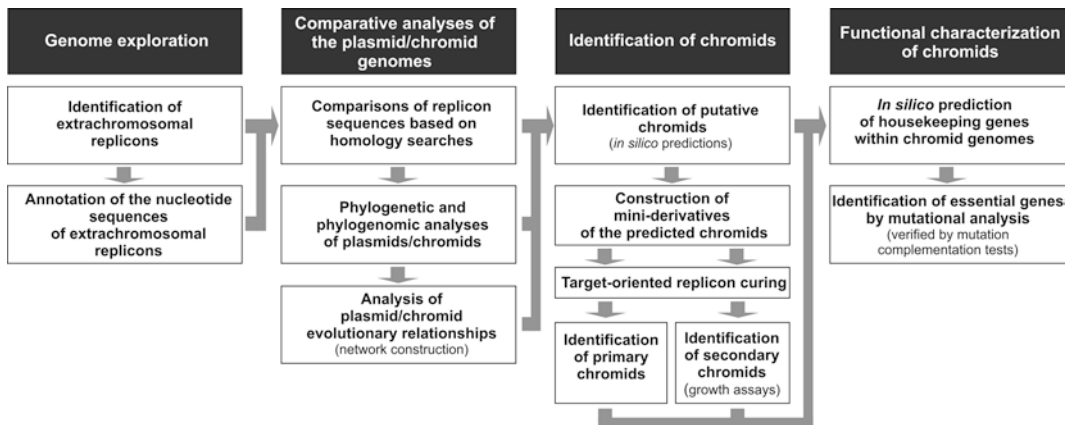 Genome exploration
Identification of
extrachromosomal
replicons
Annotation of the nucleotide
sequences
of extrachromosomal
replicons
Comparative analyses of
the plasmid/chromid
genomes
Comparisons of replicon
sequences based on
homology searches
Phylogenetic and
phylogenomic analyses
of plasmids/chromids
Analysis of
plasmid/chromid
evolutionary relationships
(network construction)
Identification of chromids
Identification of putative
chromids
(in silico predictions)
Construction of
mini-derivatives
of the predicted chromids
Target-oriented replicon curing
Identification
of primary
chromids
Identification
of secondary
chromids
(growth assays)
Functional characterization
of chromids
In silico prediction
of housekeeping genes
within chromid genomes
Identification of essential genes
by mutational analysis
(verified by mutation
complementation tests)